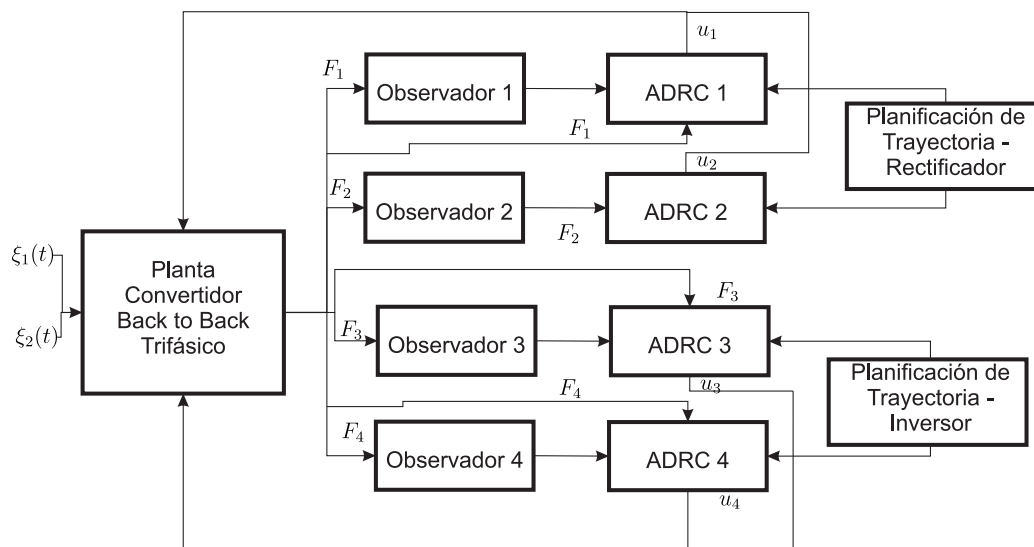 u₁
F₁
Observador 1
ADRC 1
F₁
Planificación de
Trayectoria -
Rectificador
u₂
F₂
Observador 2
ADRC 2
F₂
ξ₁(t)
Planta
Convertidor
Back to Back
Trifásico
ξ₂(t)
F₃
F₃
Observador 3
ADRC 3
u₃
Planificación de
Trayectoria -
Inversor
F₄
F₄
Observador 4
ADRC 4
u₄